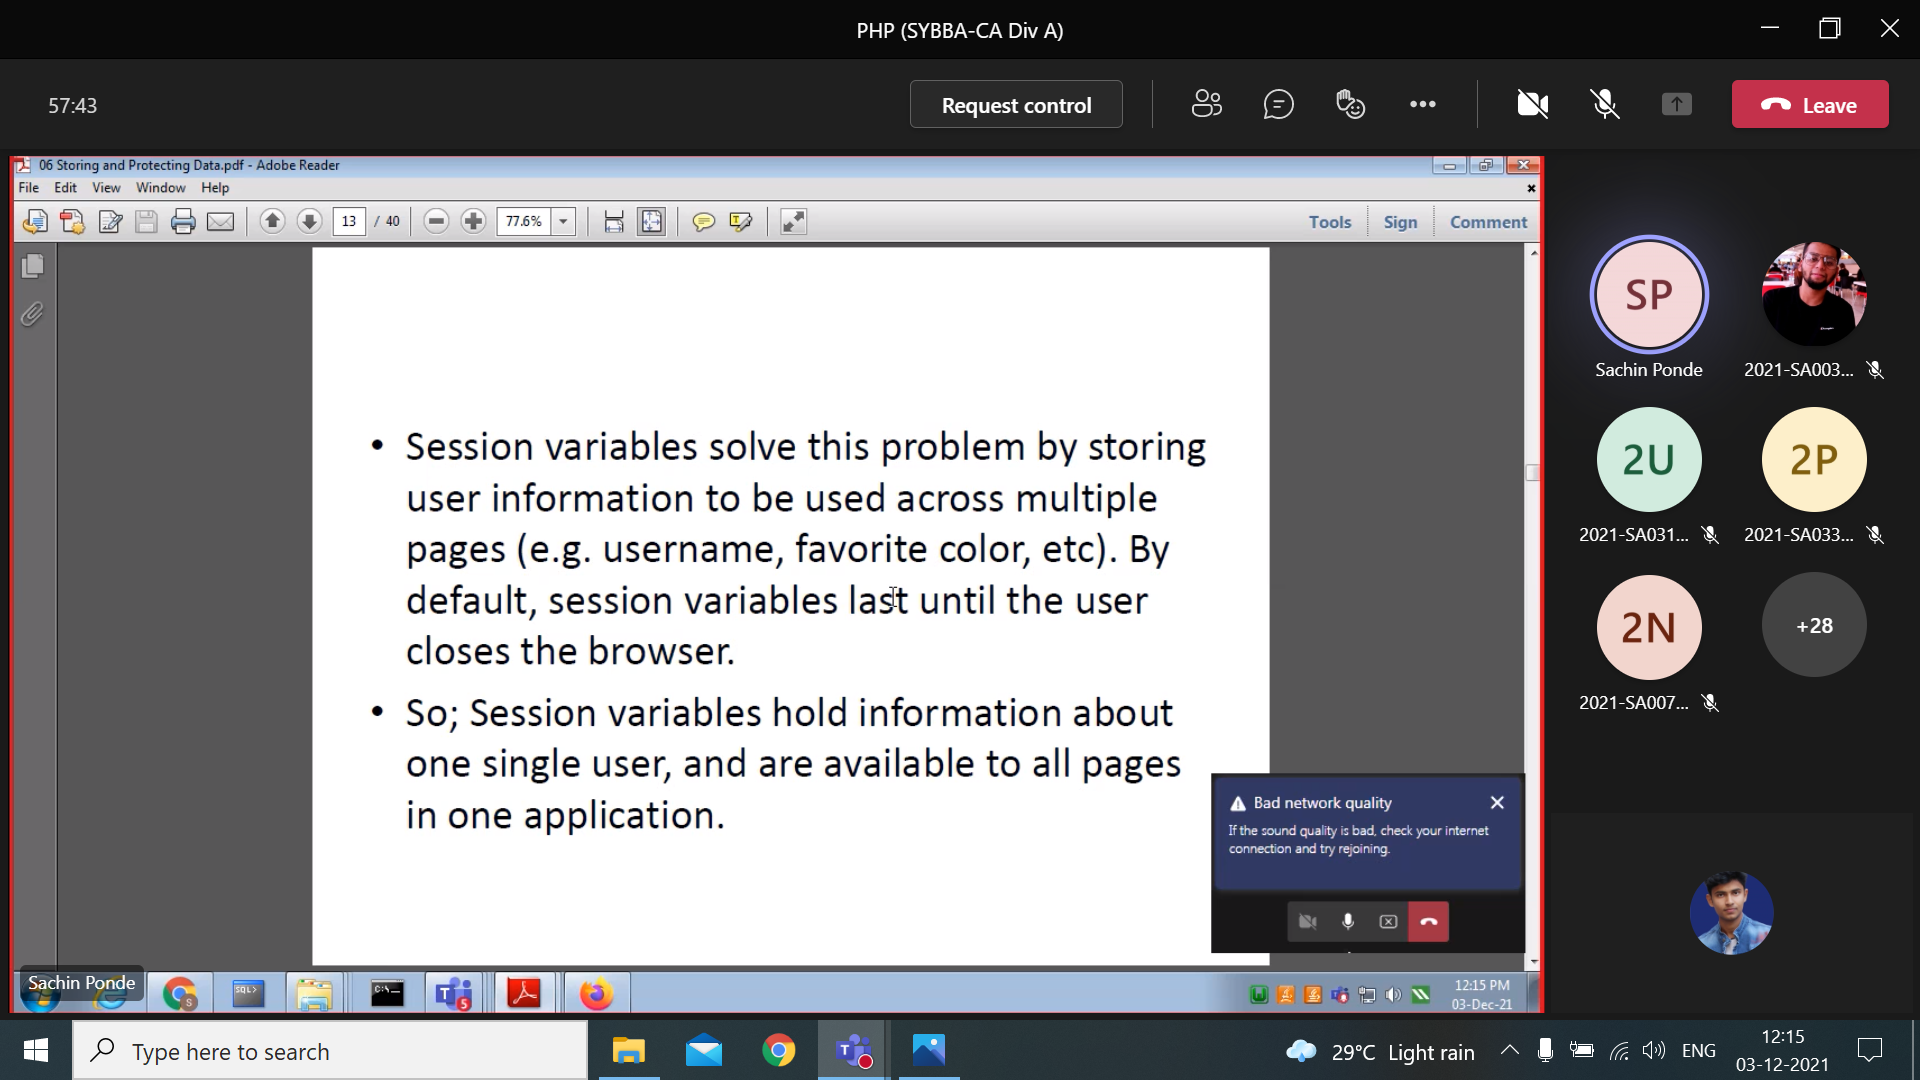 PHP (SYBBA-CA Div A)
57:43
Request control
Leave
06 Storing and Protecting Data.pdf - Adobe Reader
File Edit View Window Help
13 / 40
77.6%
Tools Sign Comment
• Session variables solve this problem by storing
user information to be used across multiple
pages (e.g. username, favorite color, etc). By
default, session variables last until the user
closes the browser.
• So; Session variables hold information about
one single user, and are available to all pages
in one application.
Bad network quality
If the sound quality is bad, check your internet
connection and try rejoining.
SP
Sachin Ponde
2021-SA003...
2U
2021-SA031...
2P
2021-SA033...
2N
2021-SA007...
+28
Sachin Ponde
SQL>
C:\
12:15 PM
03-Dec-21
Type here to search
29°C Light rain
ENG
12:15
03-12-2021